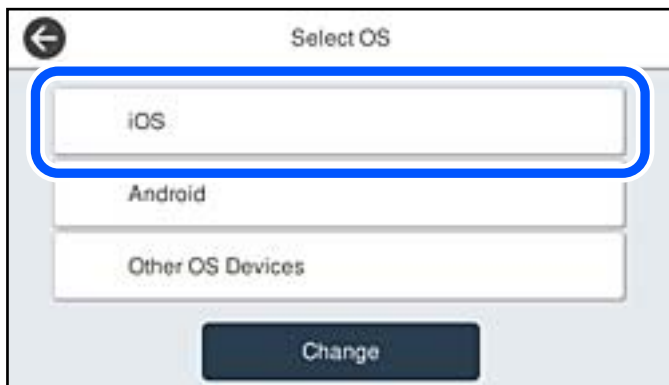 Select OS
iOS
Android
Other OS Devices
Change